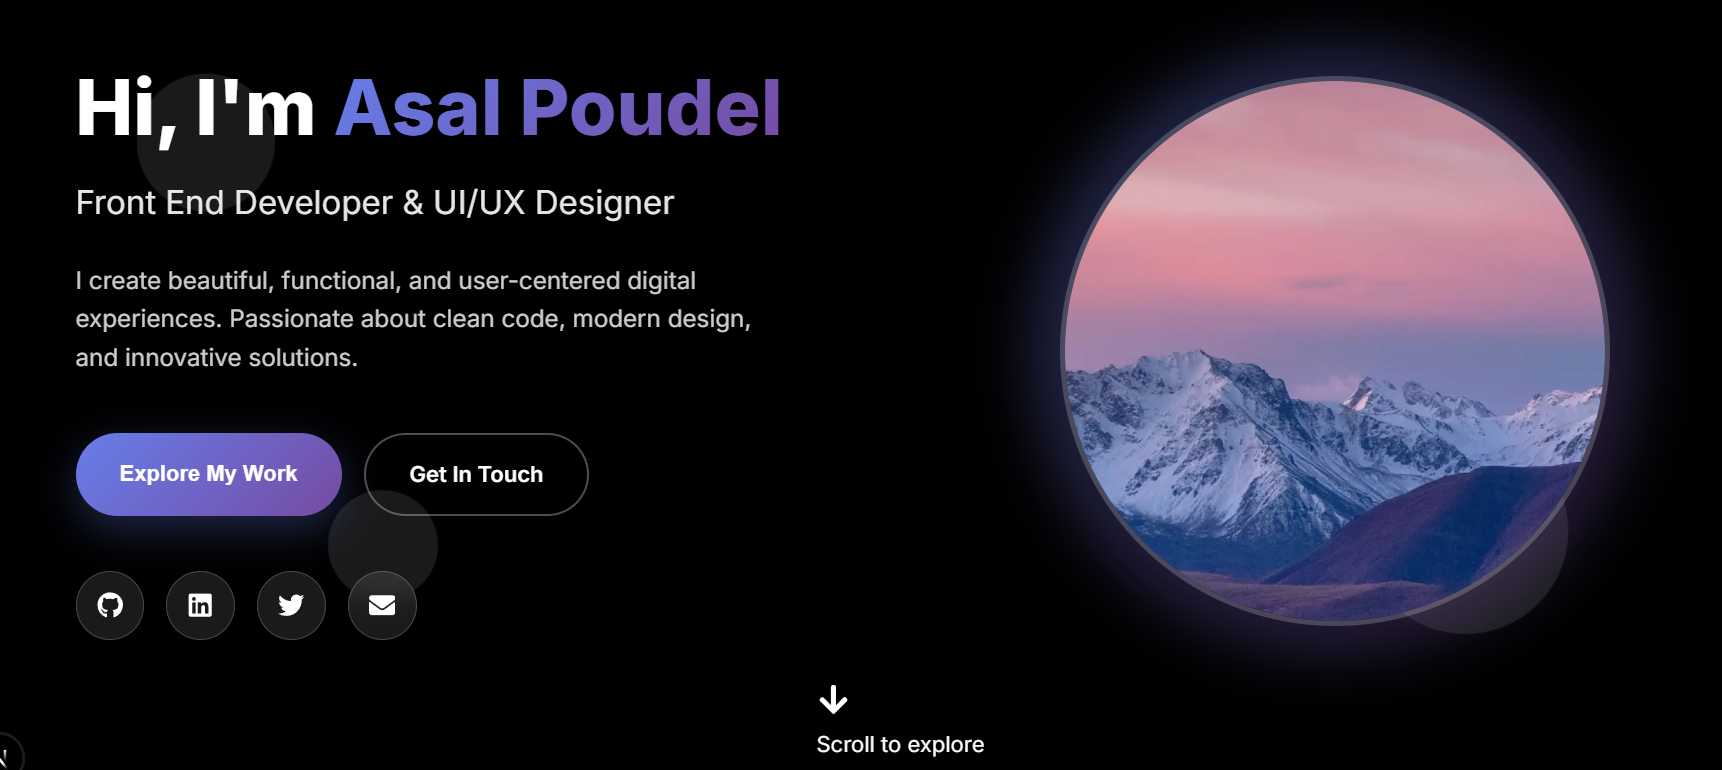 Hi, I'm Asal Poudel
Front End Developer & UI/UX Designer
I create beautiful, functional, and user-centered digital
experiences. Passionate about clean code, modern design,
and innovative solutions.
Explore My Work
Get In Touch
in
Scroll to explore